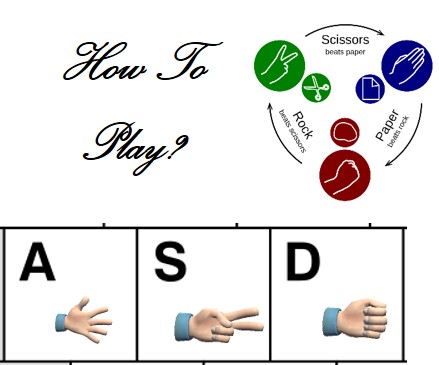 How To
Play?
Scissors
beats paper
Paper
beats rock
Rock
beats scissors
A
S
D